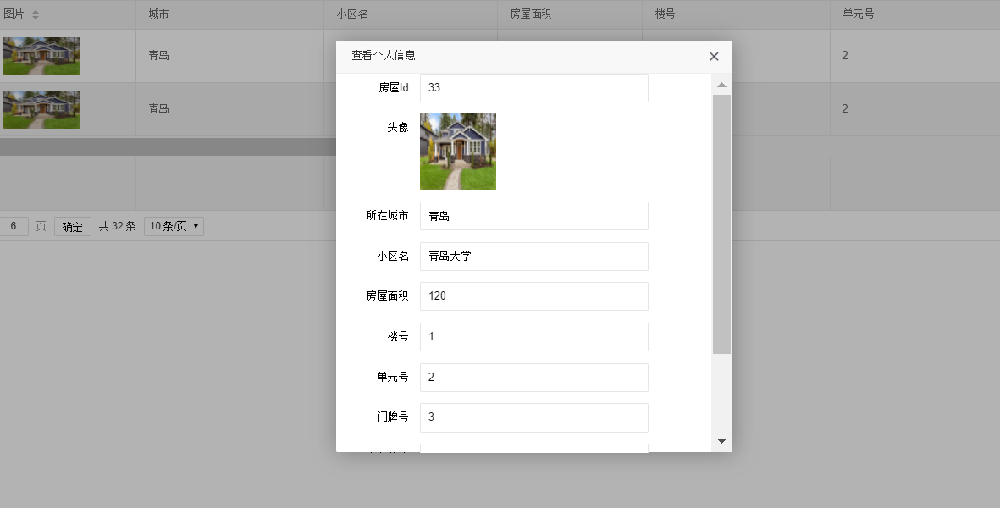 图片 城市 小区名 房屋面积 楼号 单元号
青岛 2
青岛 2
6 页 确定 共 32 条 10 条/页
查看个人信息
房屋Id 33
头像
所在城市 青岛
小区名 青岛大学
房屋面积 120
楼号 1
单元号 2
门牌号 3